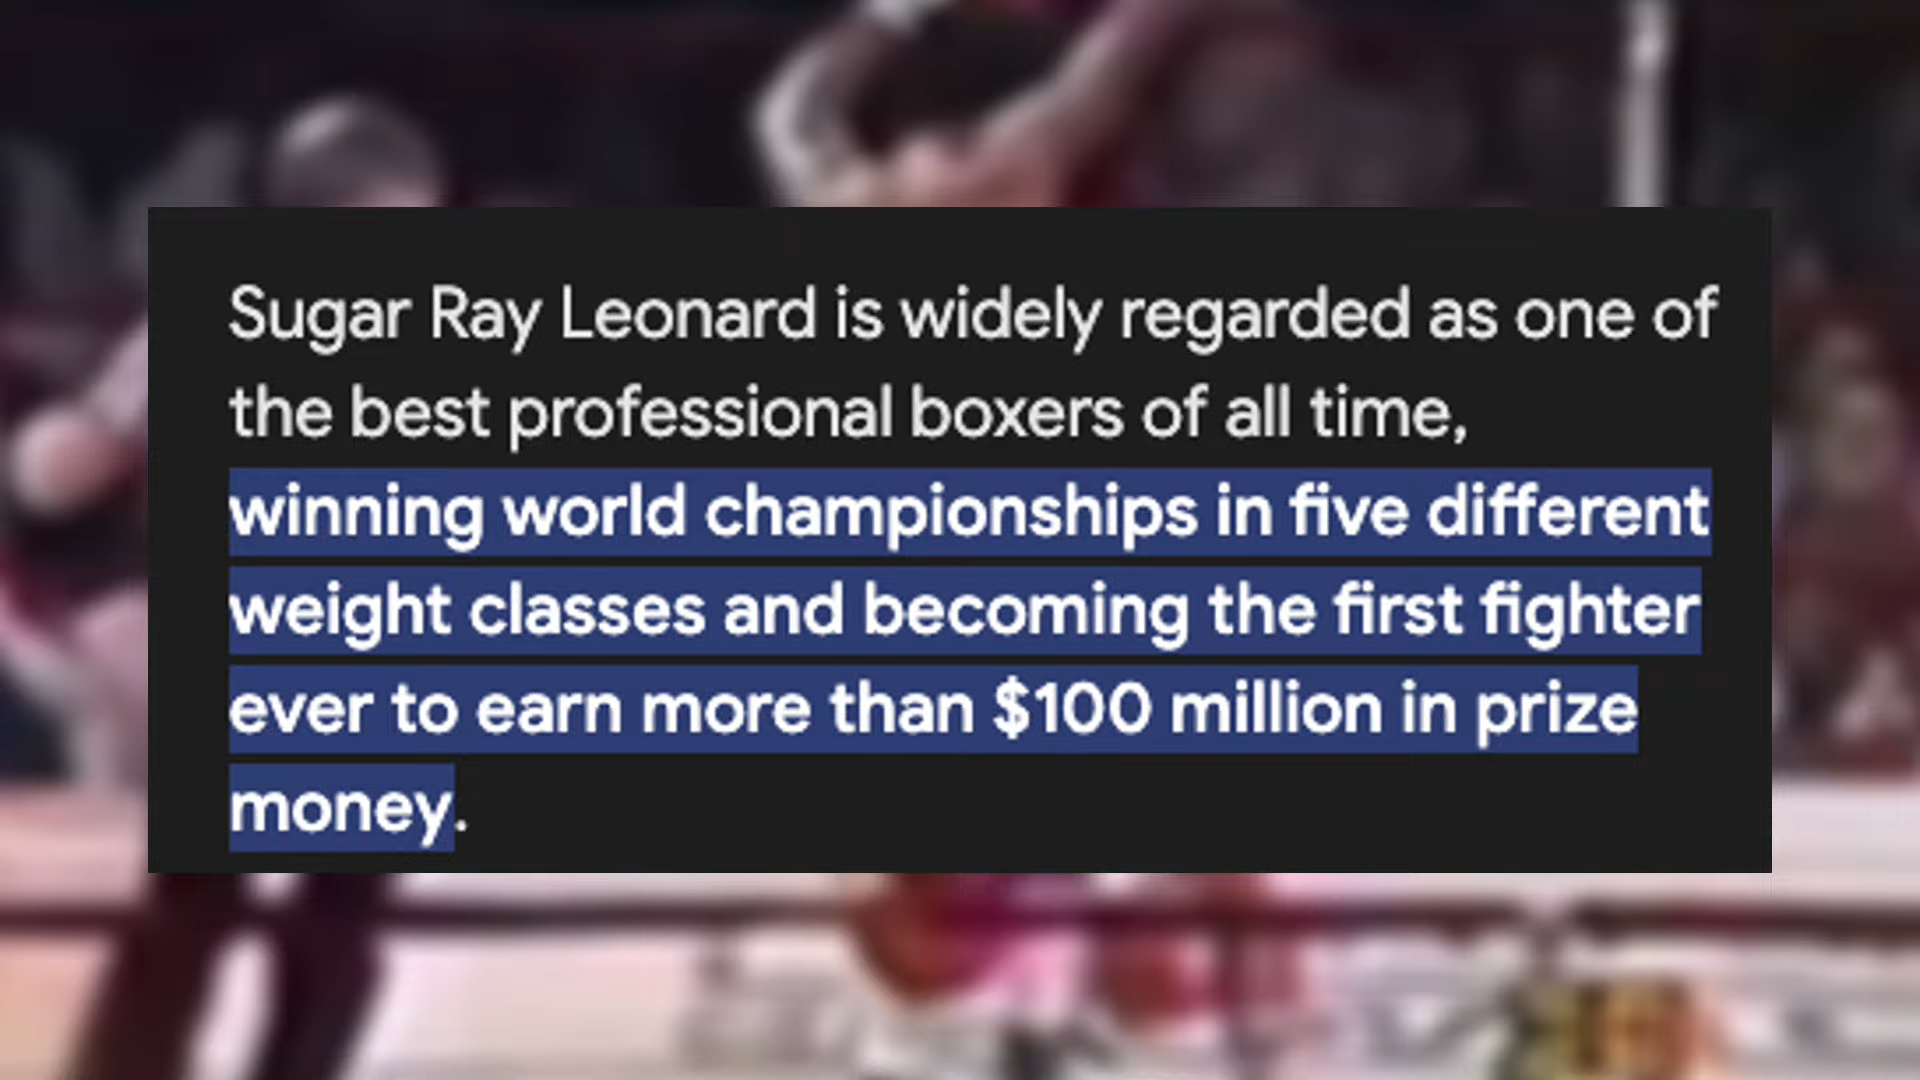 Sugar Ray Leonard is widely regarded as one of
the best professional boxers of all time,
winning world championships in five different
weight classes and becoming the first fighter
ever to earn more than $100 million in prize
money.